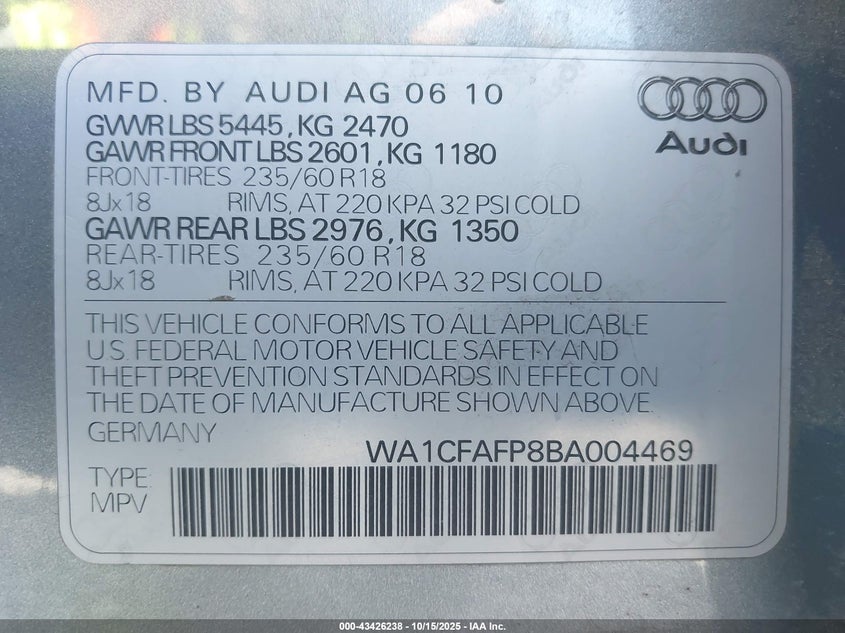 MFD. BY AUDI AG 06 10
GVWR LBS 5445, KG 2470
GAWR FRONT LBS 2601, KG 1180
FRONT-TIRES 235/60 R18
8Jx18 RIMS, AT 220 KPA 32 PSI COLD
GAWR REAR LBS 2976, KG 1350
REAR-TIRES 235/60 R18
8Jx18 RIMS, AT 220 KPA 32 PSI COLD
Audi
THIS VEHICLE CONFORMS TO ALL APPLICABLE
U.S. FEDERAL MOTOR VEHICLE SAFETY AND
THEFT PREVENTION STANDARDS IN EFFECT ON
THE DATE OF MANUFACTURE SHOWN ABOVE.
GERMANY
WA1CFAFP8BA004469
TYPE:
MPV
000-43426238 - 10/15/2025 - IAA Inc.